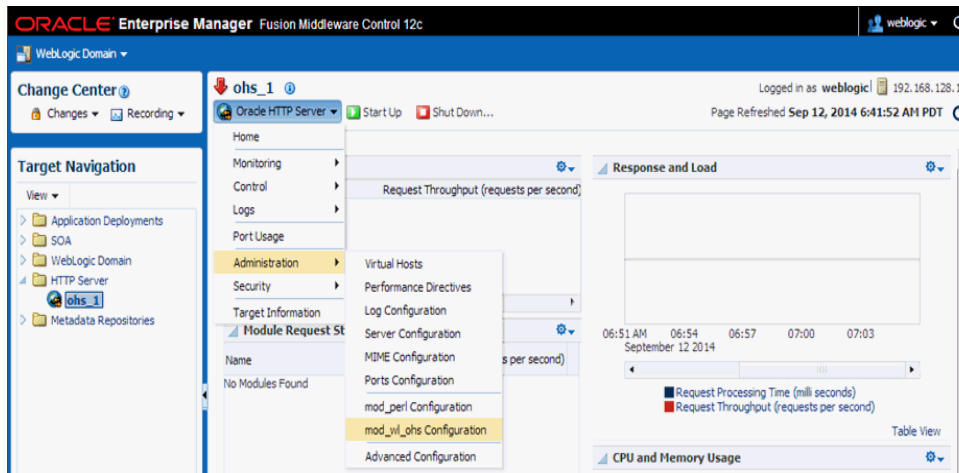 ORACLE Enterprise Manager Fusion Middleware Control 12c
weblogic
WebLogic Domain
Change Center
Changes
Recording
Target Navigation
View
Application Deployments
SOA
WebLogic Domain
HTTP Server
ohs_1
Metadata Repositories
ohs_1
Logged in as weblogic 192.168.128.1
Oracle HTTP Server
Start Up
Shut Down...
Page Refreshed Sep 12, 2014 6:41:52 AM PDT
Home
Monitoring
Control
Logs
Port Usage
Administration
Security
Target Information
Virtual Hosts
Performance Directives
Log Configuration
Server Configuration
MIME Configuration
Ports Configuration
mod_perl Configuration
mod_wl_ohs Configuration
Advanced Configuration
Request Throughput (requests per second)
Module Request St
Name
s per second)
No Modules Found
Response and Load
06:51 AM 06:54 06:57 07:00 07:03
September 12 2014
Request Processing Time (milli seconds)
Request Throughput (requests per second)
Table View
CPU and Memory Usage